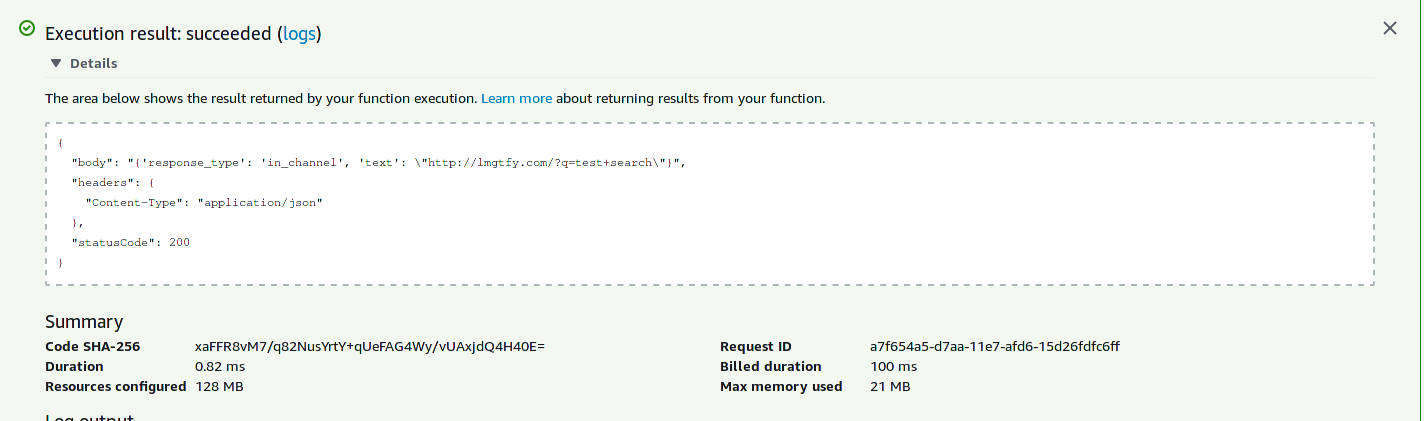 Execution result: succeeded (logs)
▼ Details
The area below shows the result returned by your function execution. Learn more about returning results from your function.
{
  "body": "{'response_type': 'in_channel', 'text': \"http://lmgtfy.com/?q=test+search\"}",
  "headers": {
    "Content-Type": "application/json"
  },
  "statusCode": 200
}
Summary
Code SHA-256 xaFFR8vM7/q82NusYrtY+qUeFAG4Wy/vUAxjdQ4H40E= Request ID a7f654a5-d7aa-11e7-afd6-15d26fdfc6ff
Duration 0.82 ms Billed duration 100 ms
Resources configured 128 MB Max memory used 21 MB
Log output